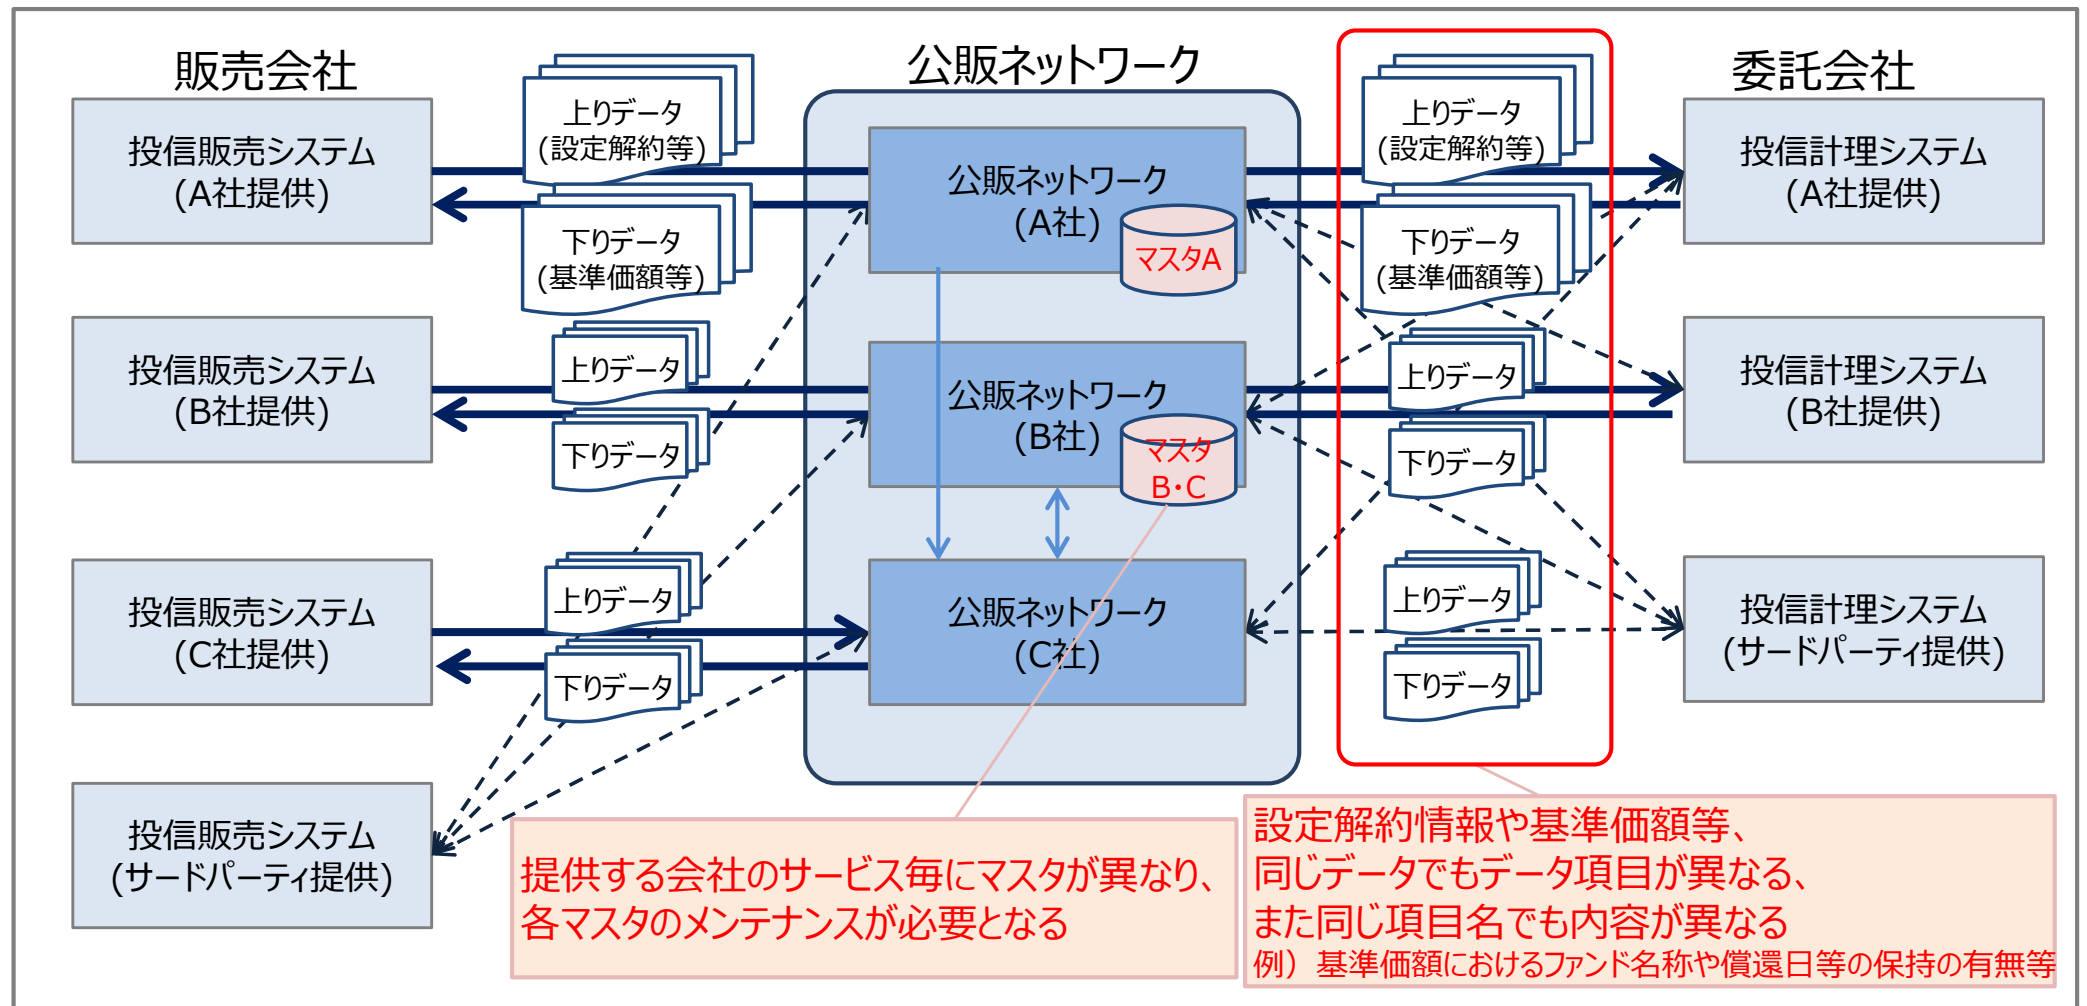 販売会社
公販ネットワーク
委託会社
投信販売システム
(A社提供)
上りデータ
(設定解約等)
下りデータ
(基準価額等)
公販ネットワーク
(A社)
マスタA
上りデータ
(設定解約等)
下りデータ
(基準価額等)
投信計理システム
(A社提供)
投信販売システム
(B社提供)
上りデータ
下りデータ
公販ネットワーク
(B社)
マスタ
B・C
上りデータ
下りデータ
投信計理システム
(B社提供)
投信販売システム
(C社提供)
上りデータ
下りデータ
公販ネットワーク
(C社)
上りデータ
下りデータ
投信計理システム
(サードパーティ提供)
投信販売システム
(サードパーティ提供)
提供する会社のサービス毎にマスタが異なり、
各マスタのメンテナンスが必要となる
設定解約情報や基準価額等、
同じデータでもデータ項目が異なる、
また同じ項目名でも内容が異なる
例）基準価額におけるファンド名称や償還日等の保持の有無等